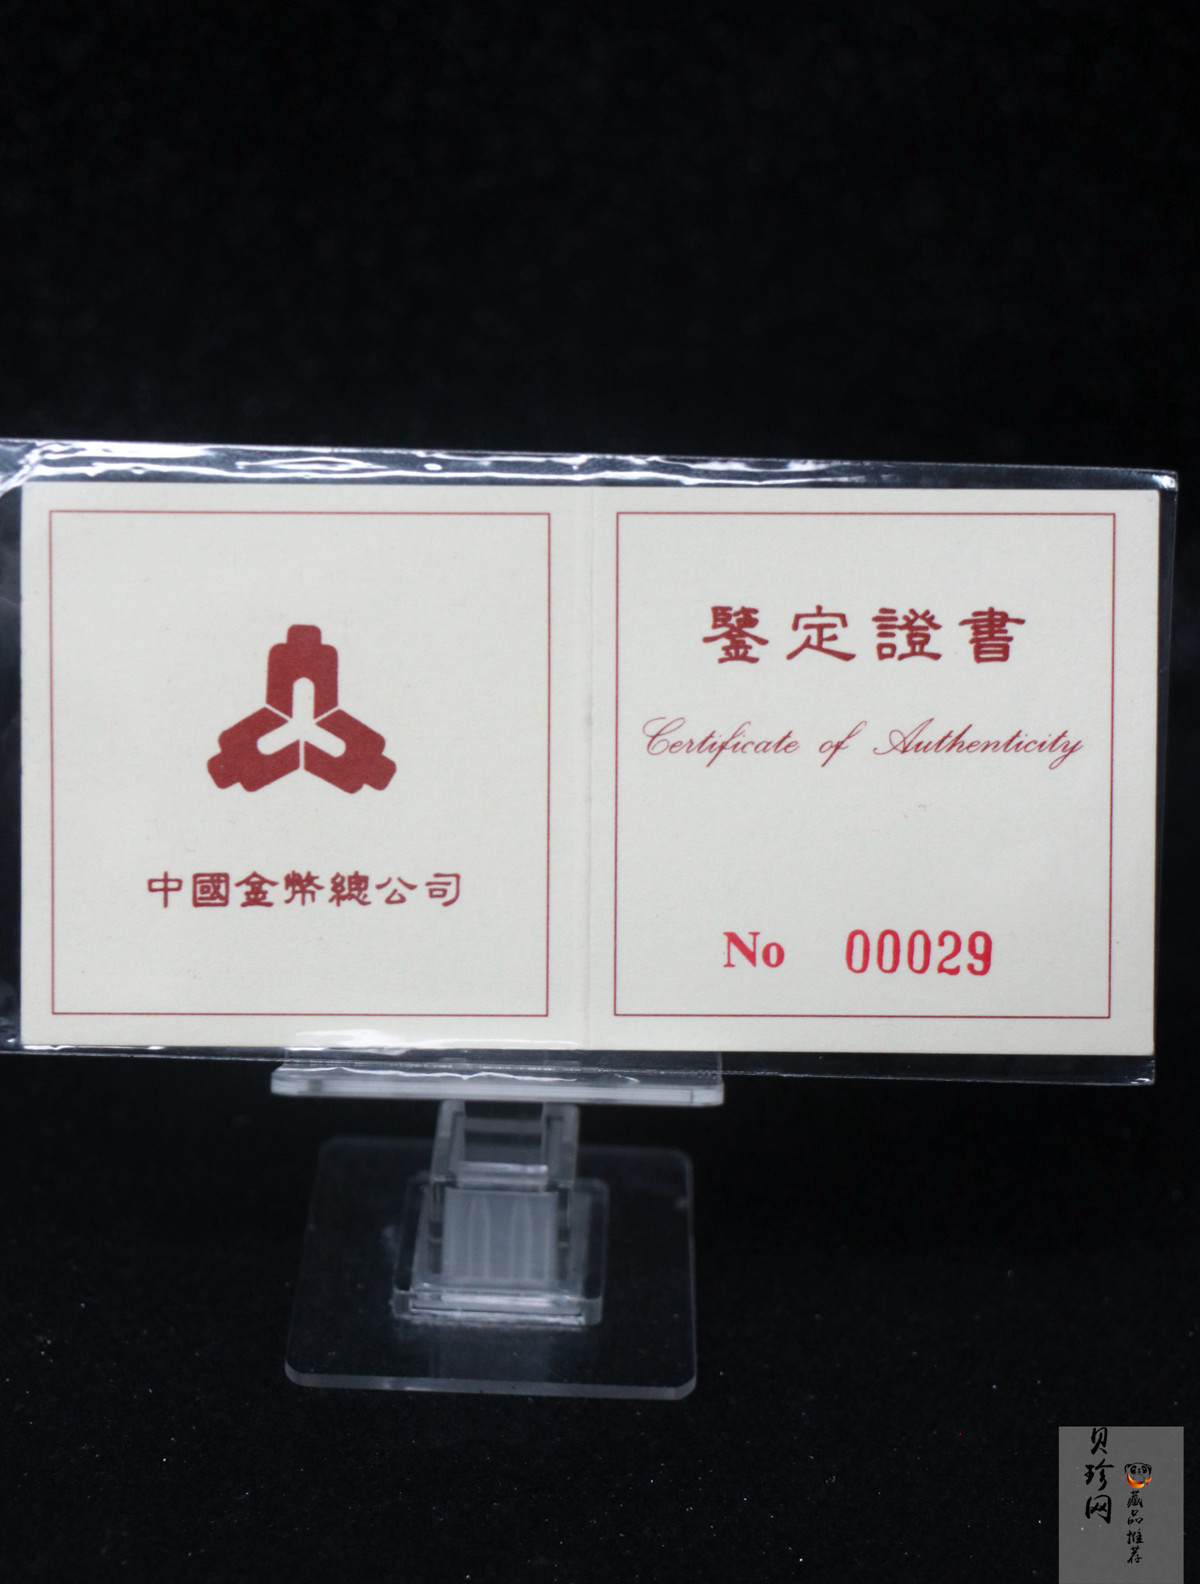 中國金幣總公司
鑒定證書
Certificate of Authenticity
No 00029
贝珍网
藏品推荐